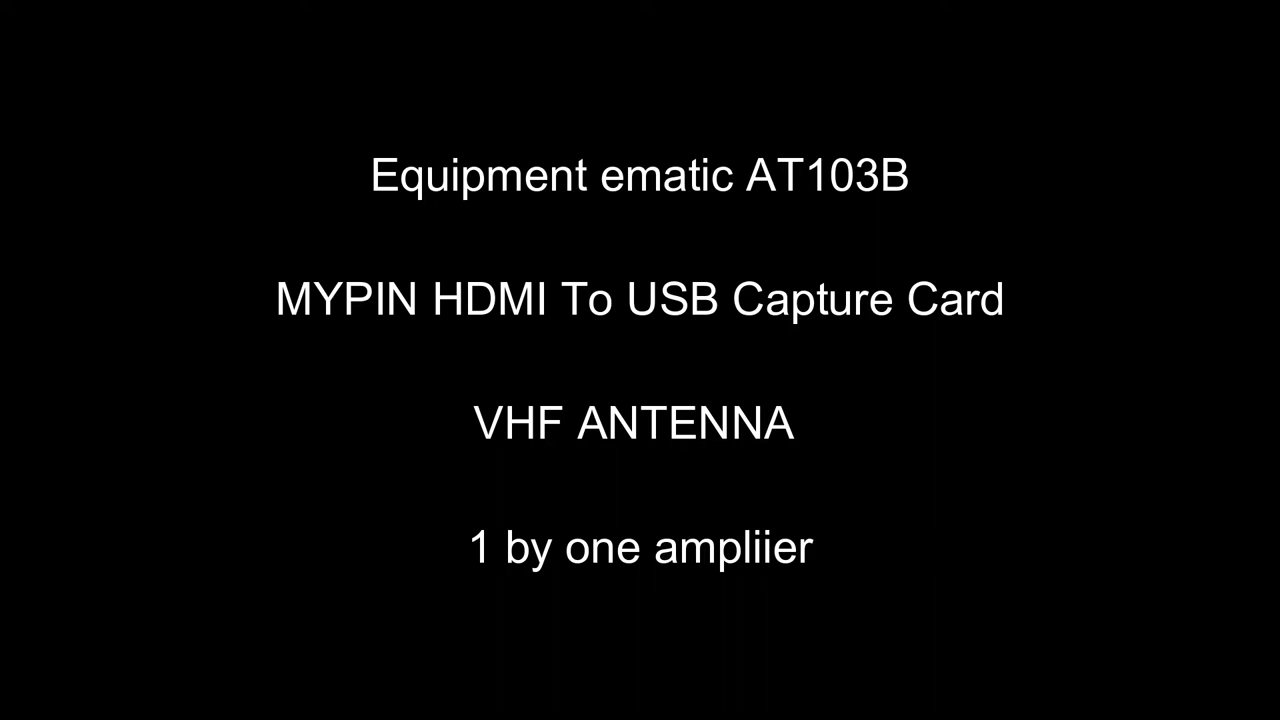 Equipment ematic AT103B
MYPIN HDMI To USB Capture Card
VHF ANTENNA
1 by one ampliier